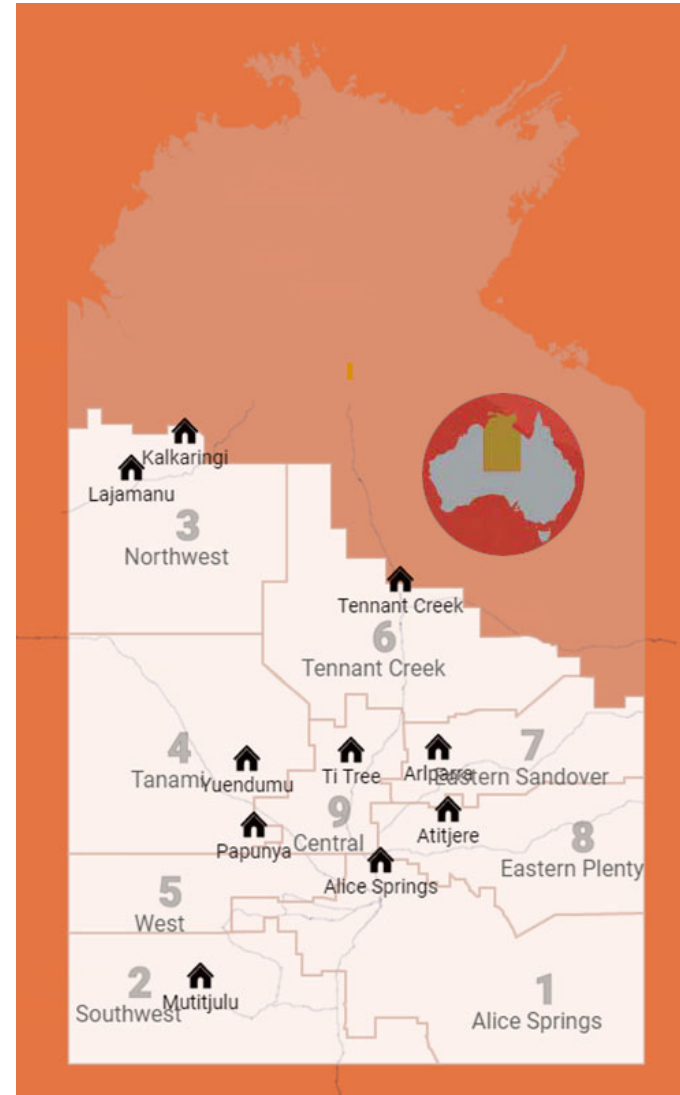 Kalkaringi
Lajamanu
3
Northwest
Tennant Creek
6
Tennant Creek
4
Tanami
Yuendumu
Ti Tree
Arlparra
7
Eastern Sandover
9
Central
Papunya
Atitjere
8
Eastern Plenty
Alice Springs
5
West
2
Southwest
Mutitjulu
1
Alice Springs